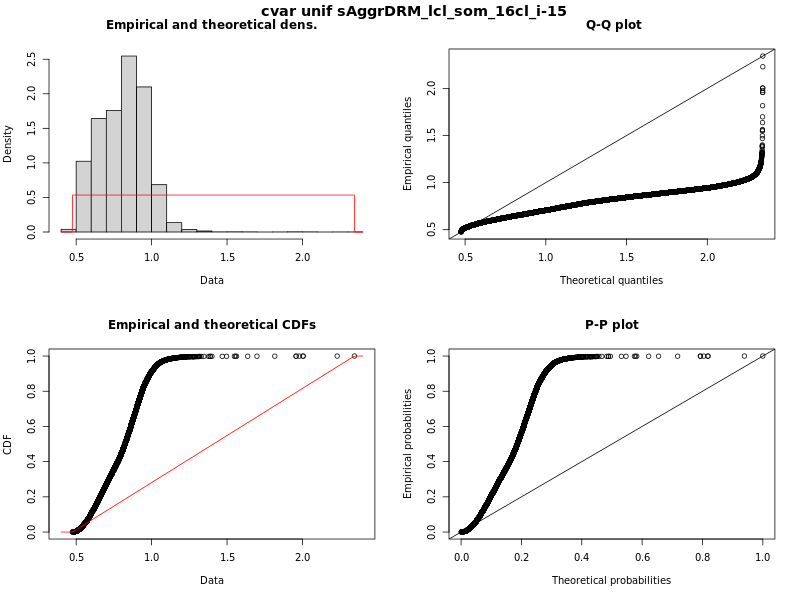 cvar unif sAggrDRM_lcl_som_16cl_i-15
Empirical and theoretical dens.
Density
0.0 0.5 1.0 1.5 2.0 2.5
0.5 1.0 1.5 2.0
Data
Q-Q plot
Empirical quantiles
0.5 1.0 1.5 2.0
0.5 1.0 1.5 2.0
Theoretical quantiles
Empirical and theoretical CDFs
CDF
0.0 0.2 0.4 0.6 0.8 1.0
0.5 1.0 1.5 2.0
Data
P-P plot
Empirical probabilities
0.0 0.2 0.4 0.6 0.8 1.0
0.0 0.2 0.4 0.6 0.8 1.0
Theoretical probabilities